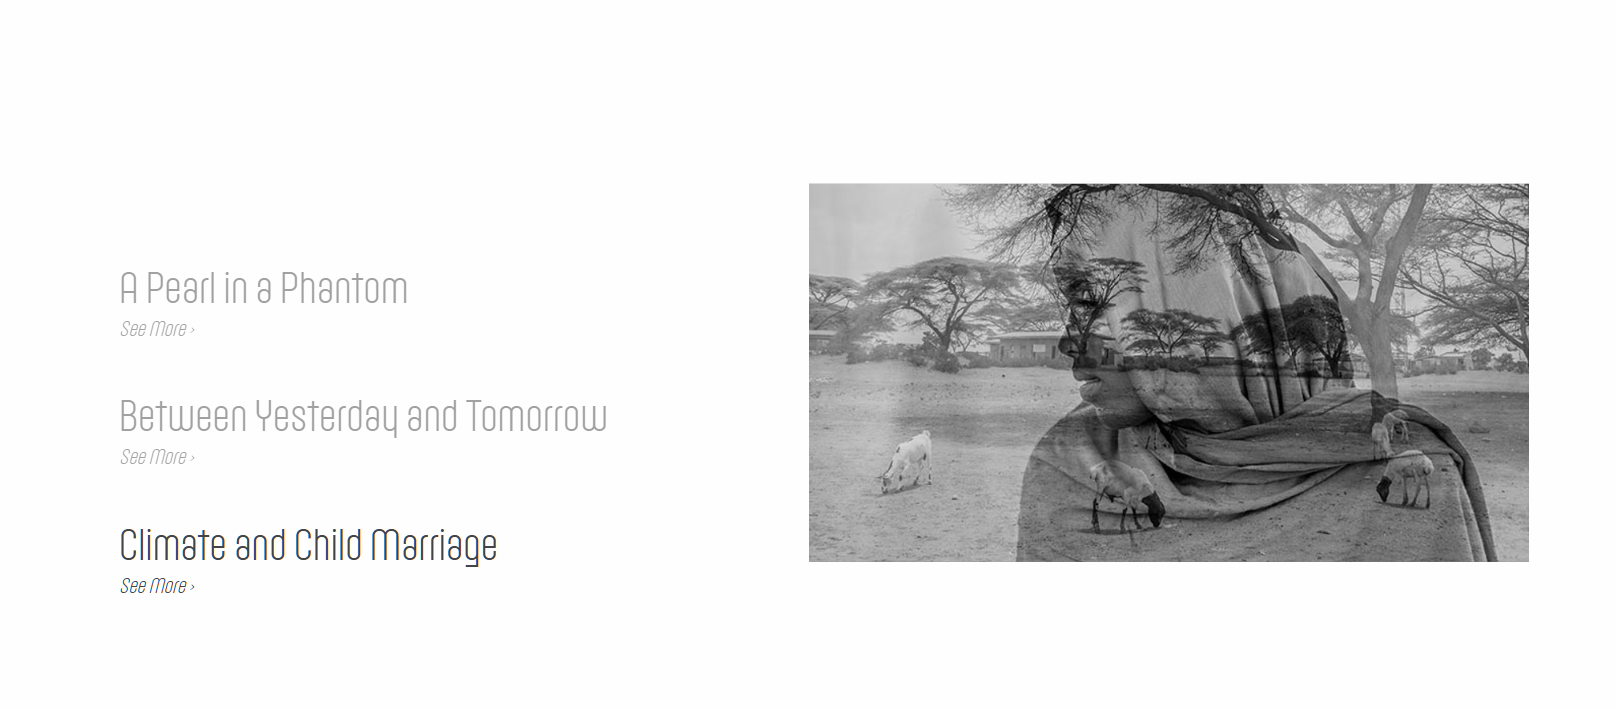 A Pearl in a Phantom
See More ›
Between Yesterday and Tomorrow
See More ›
Climate and Child Marriage
See More ›